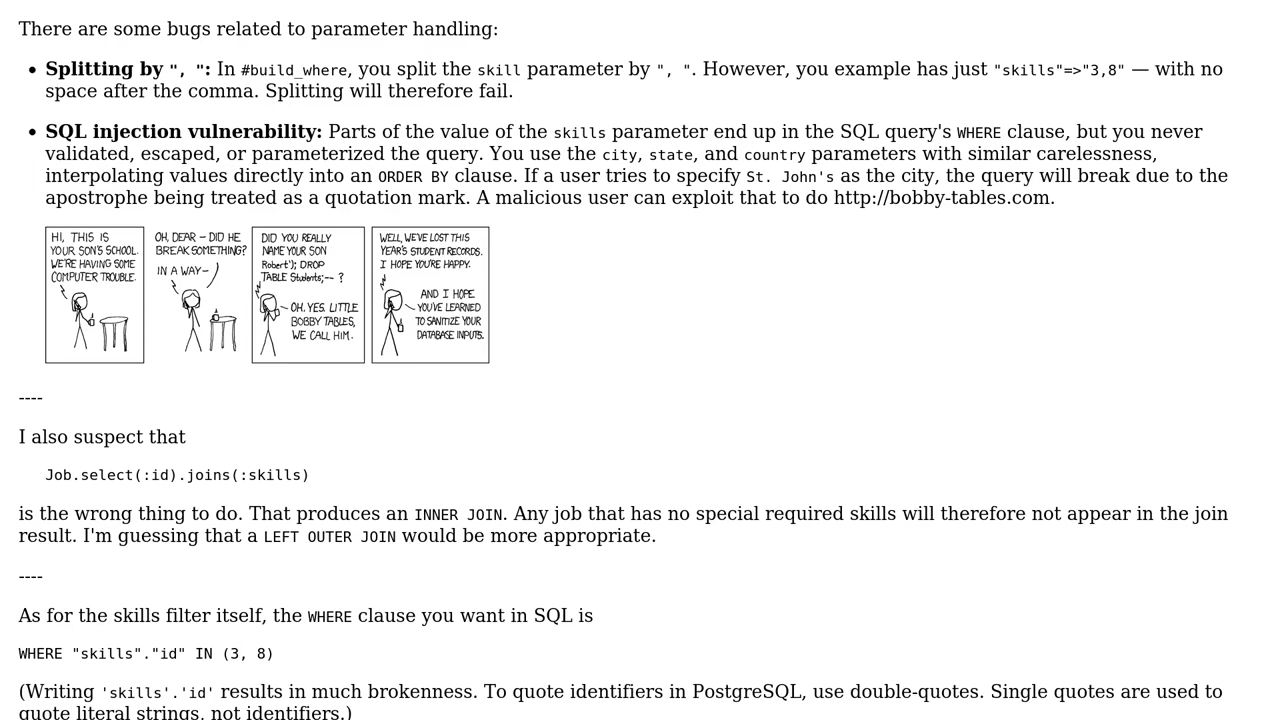 There are some bugs related to parameter handling:
• Splitting by ", ": In #build_where, you split the skill parameter by ", ". However, you example has just "skills"=>"3,8" — with no
space after the comma. Splitting will therefore fail.
• SQL injection vulnerability: Parts of the value of the skills parameter end up in the SQL query's WHERE clause, but you never
validated, escaped, or parameterized the query. You use the city, state, and country parameters with similar carelessness,
interpolating values directly into an ORDER BY clause. If a user tries to specify St. John's as the city, the query will break due to the
apostrophe being treated as a quotation mark. A malicious user can exploit that to do http://bobby-tables.com.
HI, THIS IS
YOUR SON'S SCHOOL.
WE'RE HAVING SOME
COMPUTER TROUBLE.
OH, DEAR – DID HE
BREAK SOMETHING?
IN A WAY–
DID YOU REALLY
NAME YOUR SON
Robert'); DROP
TABLE Students;-- ?
OH, YES. LITTLE
BOBBY TABLES,
WE CALL HIM.
WELL, WE'VE LOST THIS
YEAR'S STUDENT RECORDS.
I HOPE YOU'RE HAPPY.
AND I HOPE
YOU'VE LEARNED
TO SANITIZE YOUR
DATABASE INPUTS.
----
I also suspect that
Job.select(:id).joins(:skills)
is the wrong thing to do. That produces an INNER JOIN. Any job that has no special required skills will therefore not appear in the join
result. I'm guessing that a LEFT OUTER JOIN would be more appropriate.
----
As for the skills filter itself, the WHERE clause you want in SQL is
WHERE "skills"."id" IN (3, 8)
(Writing 'skills'.'id' results in much brokenness. To quote identifiers in PostgreSQL, use double-quotes. Single quotes are used to
quote literal strings, not identifiers.)